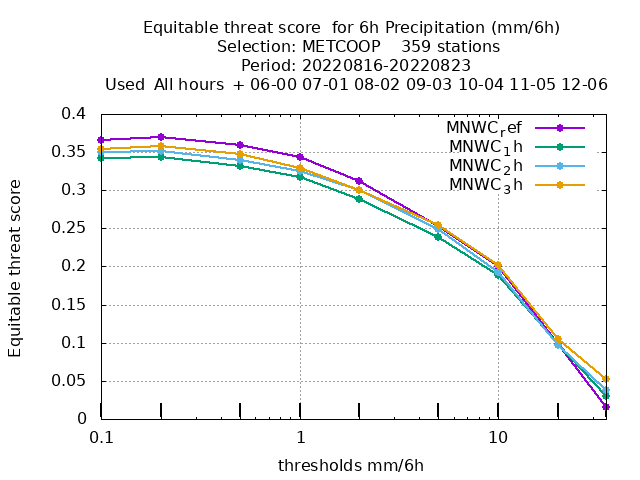 Equitable threat score  for 6h Precipitation (mm/6h)
Selection: METCOOP    359 stations
Period: 20220816-20220823
Used  All hours  + 06-00 07-01 08-02 09-03 10-04 11-05 12-06
0.4
0.35
0.3
0.25
0.2
0.15
0.1
0.05
0
Equitable threat score
MNWC_ref
MNWC_1h
MNWC_2h
MNWC_3h
0.1 1 10
thresholds mm/6h